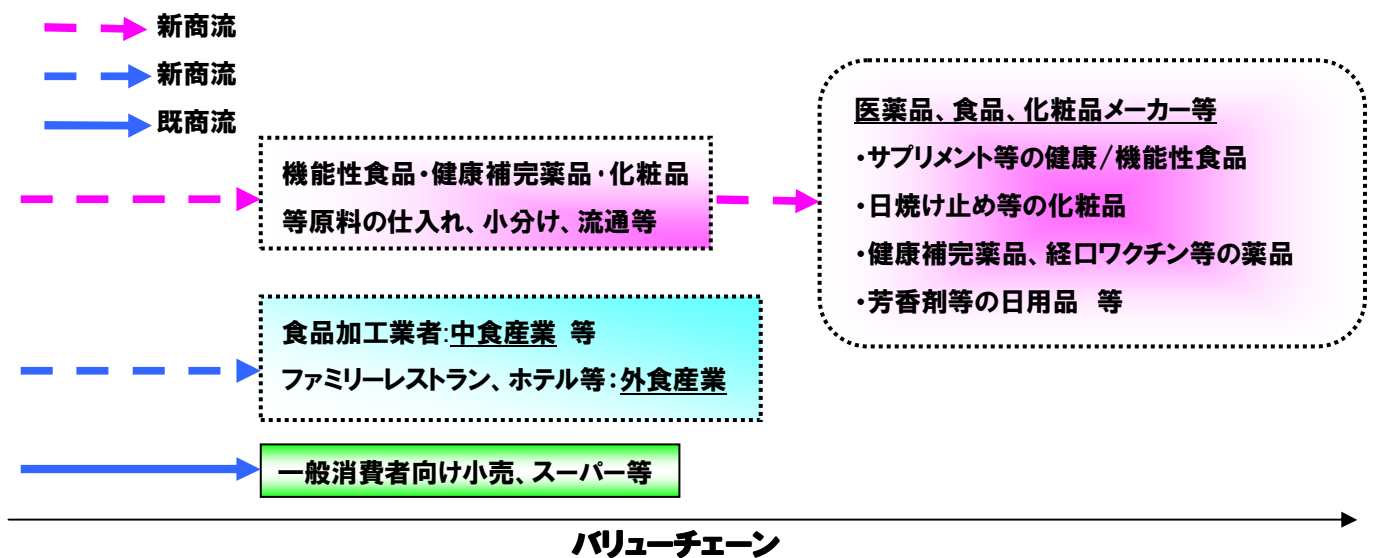 新商流
新商流
既商流
機能性食品・健康補完薬品・化粧品
等原料の仕入れ、小分け、流通等
医薬品、食品、化粧品メーカー等
・サプリメント等の健康/機能性食品
・日焼け止め等の化粧品
・健康補完薬品、経口ワクチン等の薬品
・芳香剤等の日用品 等
食品加工業者:中食産業 等
ファミリーレストラン、ホテル等：外食産業
一般消費者向け小売、スーパー等
バリューチェーン